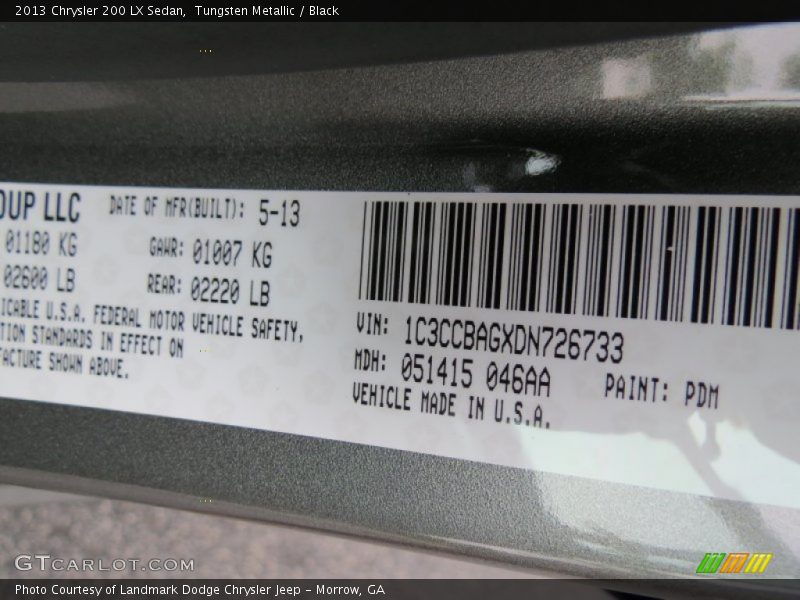 2013 Chrysler 200 LX Sedan,  Tungsten Metallic / Black
OUP LLC DATE OF MFR(BUILT): 5-13
01180 KG GAWR: 01007 KG
02600 LB REAR: 02220 LB
ICABLE U.S.A. FEDERAL MOTOR VEHICLE SAFETY,
TION STANDARDS IN EFFECT ON
FACTURE SHOWN ABOVE.
VIN: 1C3CCBAGXDN726733
MDH: 051415 046AA PAINT: PDM
VEHICLE MADE IN U.S.A.
GTCARLOT.COM
Photo Courtesy of Landmark Dodge Chrysler Jeep - Morrow, GA